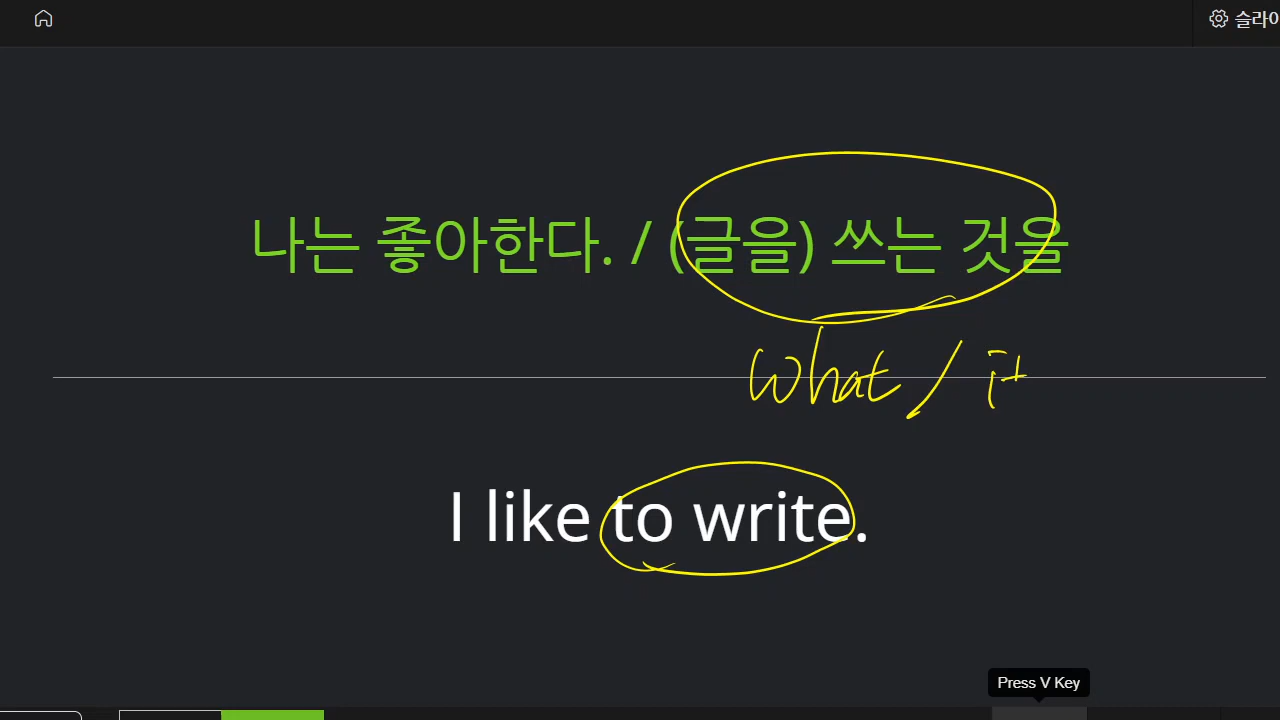 슬라이
나는 좋아한다. / (글을) 쓰는 것을
what / it
I like to write.
Press V Key